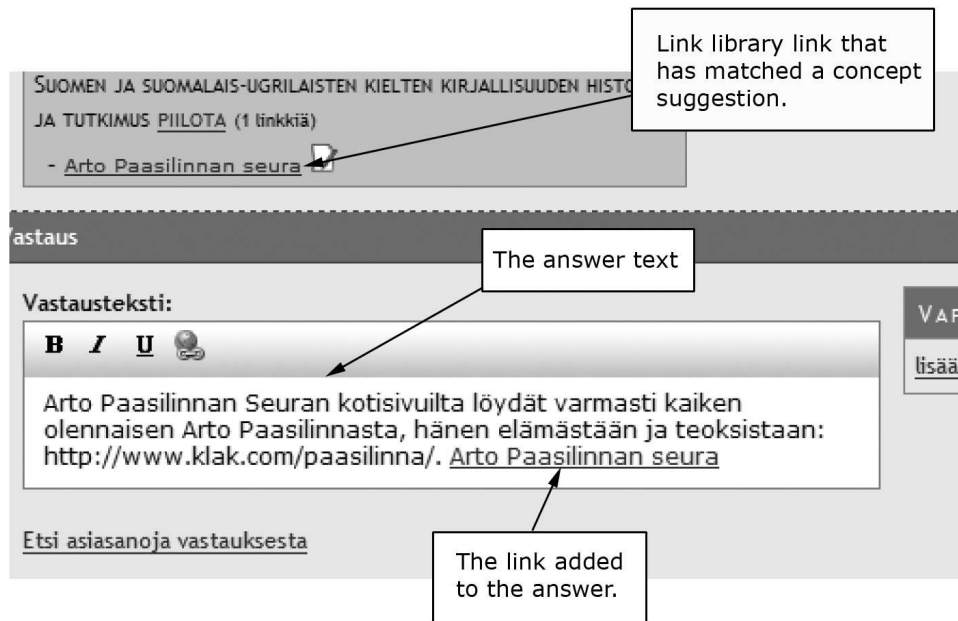 Link library link that
has matched a concept
suggestion.
SUOMEN JA SUOMALAIS-UGRILAISTEN KIELTEN KIRJALLISUUDEN
JA TUTKIMUS PIILOTA (1 linkkiä)
- Arto Paasilinnan seura
Vastaus
The answer text
Vastausteksti:
B I U
Arto Paasilinnan Seuran kotisivuilta löydät varmasti kaiken
olennaisen Arto Paasilinnasta, hänen elämästään ja teoksistaan:
http://www.klak.com/paasilinna/. Arto Paasilinnan seura
lisää
Etsi asiasanoja vastauksesta
The link added
to the answer.